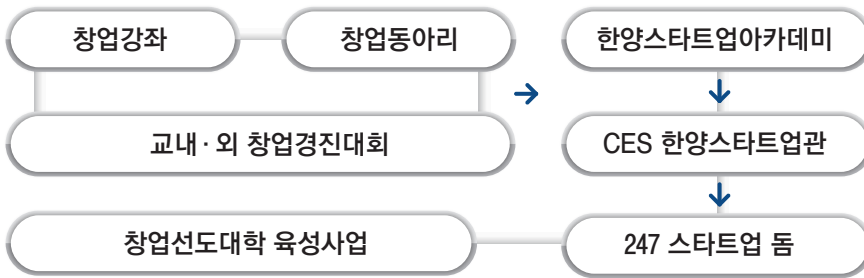 창업강좌
창업동아리
한양스타트업아카데미
교내·외 창업경진대회
CES 한양스타트업관
창업선도대학 육성사업
247 스타트업 돔